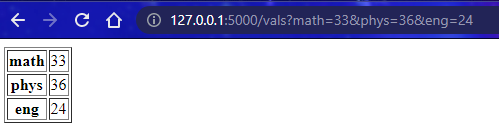 127.0.0.1:5000/vals?math=33&phys=36&eng=24
math 33
phys 36
eng 24